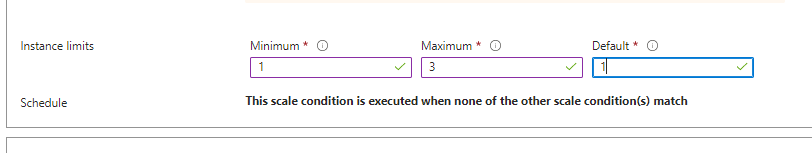 Instance limits
Minimum * Maximum * Default *
1 3 1
Schedule
This scale condition is executed when none of the other scale condition(s) match